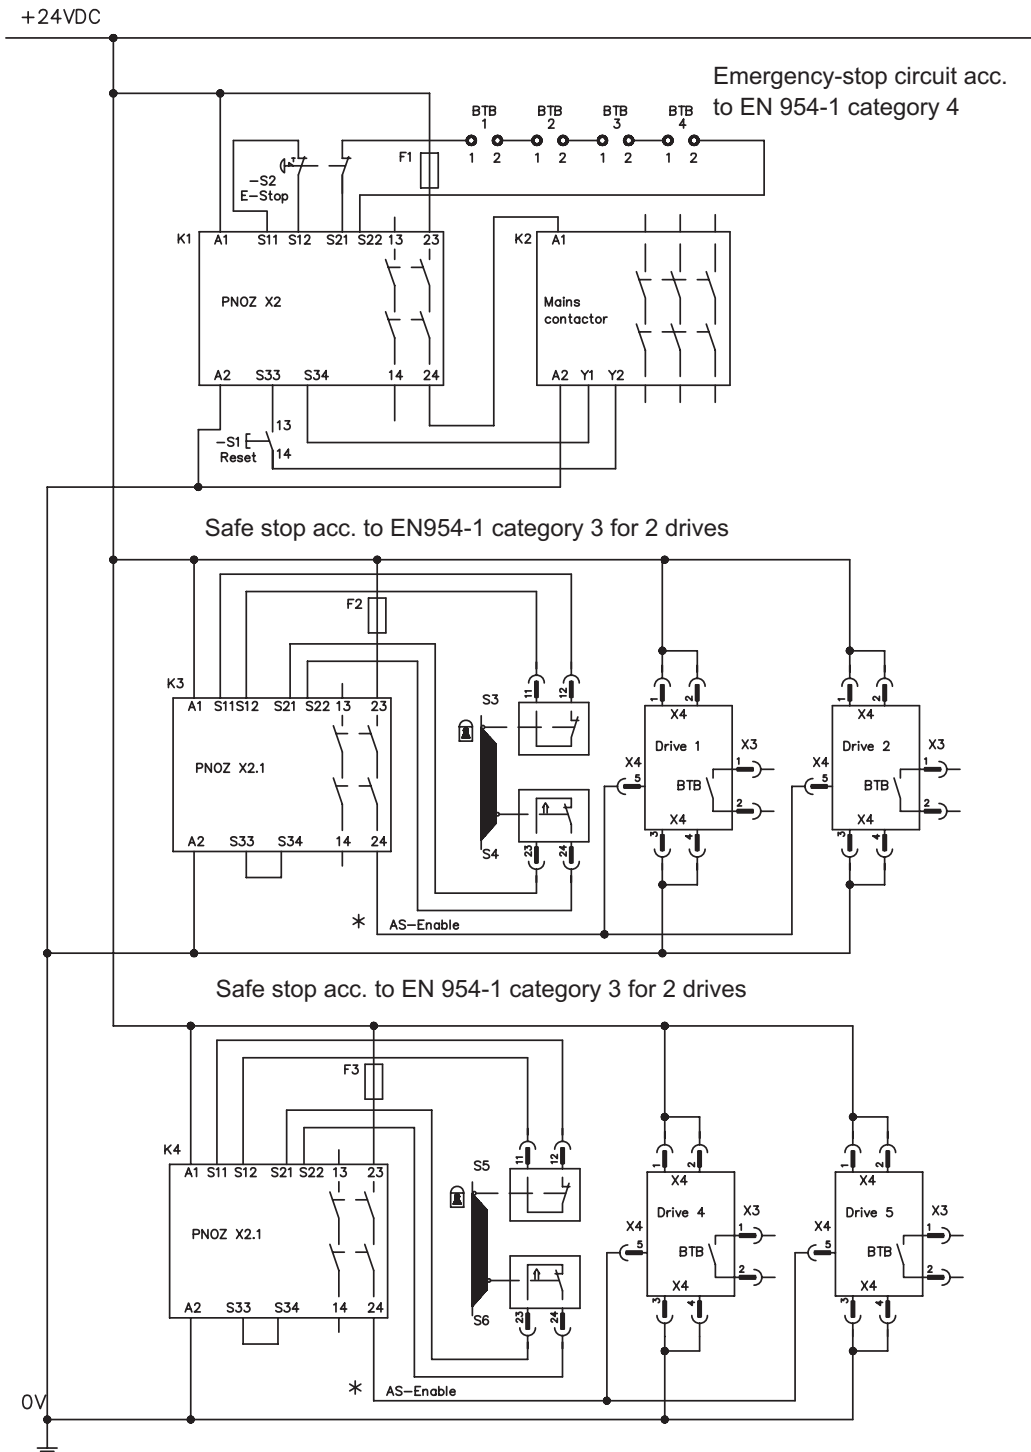 +24VDC
Emergency-stop circuit acc.
to EN 954-1 category 4
BTB BTB BTB BTB
1 2 3 4
1 2 1 2 1 2 1 2
F1
-S2
E-Stop
K1 A1 S11 S12 S21 S22 13 23 K2 A1
PNOZ X2
Mains
contactor
A2 S33 S34 14 24 A2 Y1 Y2
13
-S1
Reset
14
Safe stop acc. to EN954-1 category 3 for 2 drives
F2
K3
A1 S11 S12 S21 S22 13 23
S3
11 12
1 2 1 2
X4 X4
Drive 1 X3 Drive 2 X3
PNOZ X2.1
X4 5 BTB 1 2 X4 5 BTB 1 2
X4 X4
3 4 3 4
S4
23 24
A2 S33 S34 14 24
* AS-Enable
Safe stop acc. to EN 954-1 category 3 for 2 drives
F3
K4
A1 S11 S12 S21 S22 13 23
S5
11 12
1 2 1 2
X4 X4
Drive 4 X3 Drive 5 X3
PNOZ X2.1
X4 5 BTB 1 2 X4 5 BTB 1 2
X4 X4
3 4 3 4
S6
23 24
A2 S33 S34 14 24
* AS-Enable
0V